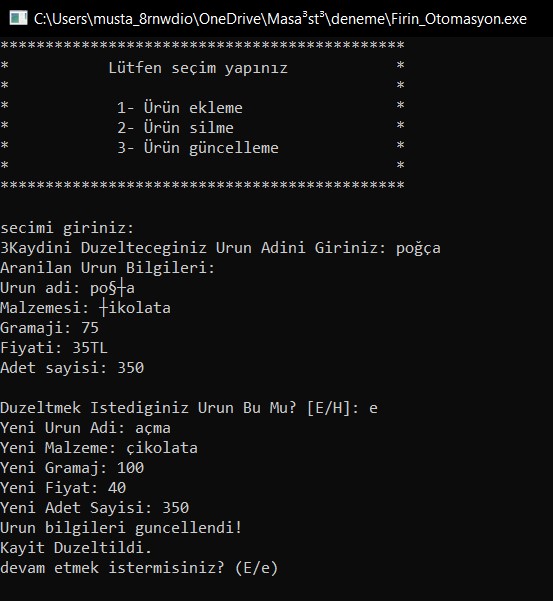 C:\Users\musta_8rnwdio\OneDrive\Masa³st³\deneme\Firin_Otomasyon.exe
*********************************************
* Lütfen seçim yapınız *
* *
* 1- Ürün ekleme *
* 2- Ürün silme *
* 3- Ürün güncelleme *
* *
*********************************************
secimi giriniz:
3Kaydini Duzelteceginiz Urun Adini Giriniz: poğça
Aranilan Urun Bilgileri:
Urun adi: po§┼a
Malzemesi: ┼ikolata
Gramaji: 75
Fiyati: 35TL
Adet sayisi: 350
Duzeltmek Istediginiz Urun Bu Mu? [E/H]: e
Yeni Urun Adi: açma
Yeni Malzeme: çikolata
Yeni Gramaj: 100
Yeni Fiyat: 40
Yeni Adet Sayisi: 350
Urun bilgileri guncellendi!
Kayit Duzeltildi.
devam etmek istermisiniz? (E/e)